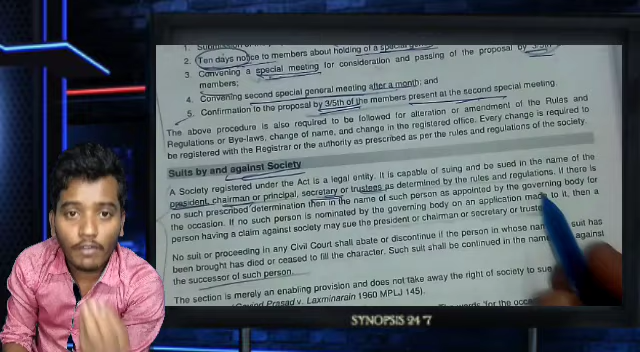 1. Submission of
2. Ten days notice to members about holding of a special general
3. Convening a special meeting for consideration and passing of the proposal by 3/5th
members;
4. Convening second special general meeting after a month; and
5. Confirmation to the proposal by 3/5th of the members present at the second special meeting.
The above procedure is also required to be followed for alteration or amendment of the Rules and
Regulations or Bye-laws, change of name, and change in the registered office. Every change is required to
be registered with the Registrar or the authority as prescribed as per the rules and regulations of the society.
Suits by and against Society
A Society registered under the Act is a legal entity. It is capable of suing and be sued in the name of the
president, chairman or principal, secretary or trustees as determined by the rules and regulations. If there is
no such prescribed determination then in the name of such person as appointed by the governing body for
the occasion. If no such person is nominated by the governing body on an application made to it, then a
person having a claim against society may sue the president or chairman or secretary or trustee
No suit or proceeding in any Civil Court shall abate or discontinue if the person in whose name suit has
been brought has died or ceased to fill the character. Such suit shall be continued in the name against
the successor of such person.
The section is merely an enabling provision and does not take away the right of society to sue
Govind Prasad v. Laxminarain 1960 MPLJ 145).
The words 'for the
SYNOPSIS 24 7